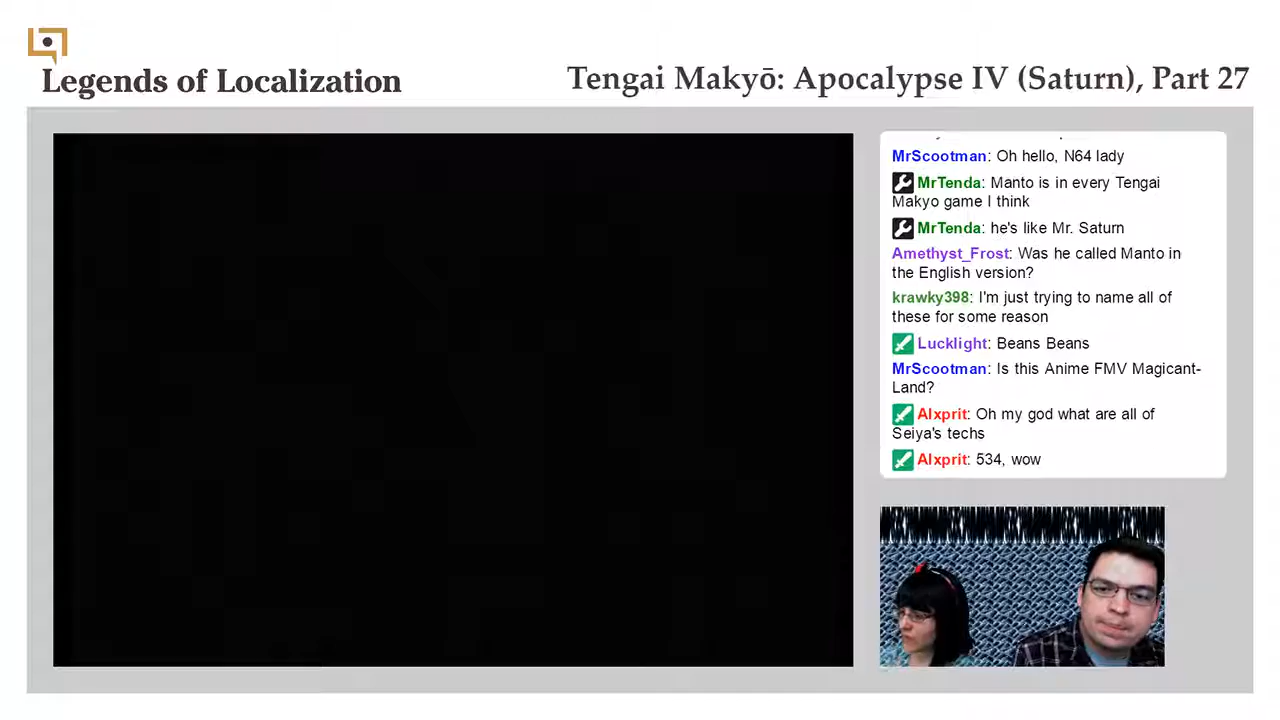 Legends of Localization
Tengai Makyō: Apocalypse IV (Saturn), Part 27
MrScootman: Oh hello, N64 lady
MrTenda: Manto is in every Tengai
Makyo game I think
MrTenda: he's like Mr. Saturn
Amethyst_Frost: Was he called Manto in
the English version?
krawky398: I'm just trying to name all of
these for some reason
Lucklight: Beans Beans
MrScootman: Is this Anime FMV Magicant-
Land?
Alxprit: Oh my god what are all of
Seiya's techs
Alxprit: 534, wow